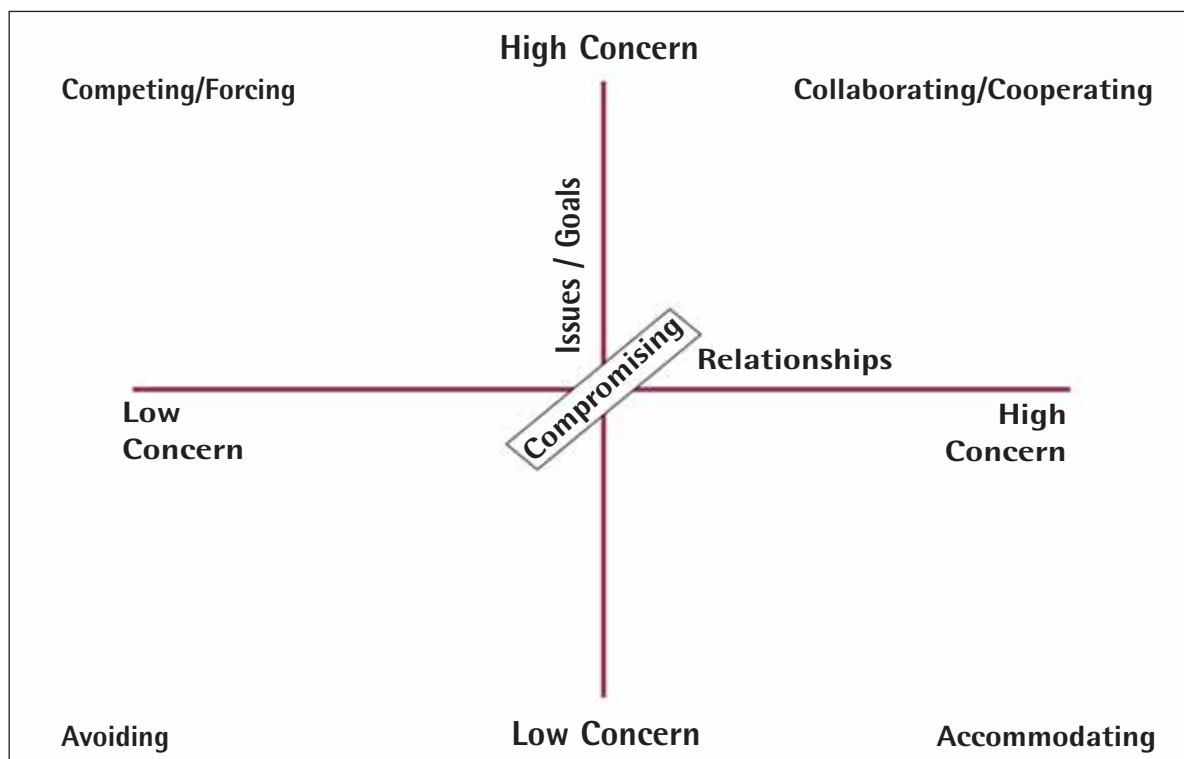 High Concern
Competing/Forcing
Collaborating/Cooperating
Issues / Goals
Compromising
Relationships
Low
Concern
High
Concern
Avoiding
Low Concern
Accommodating